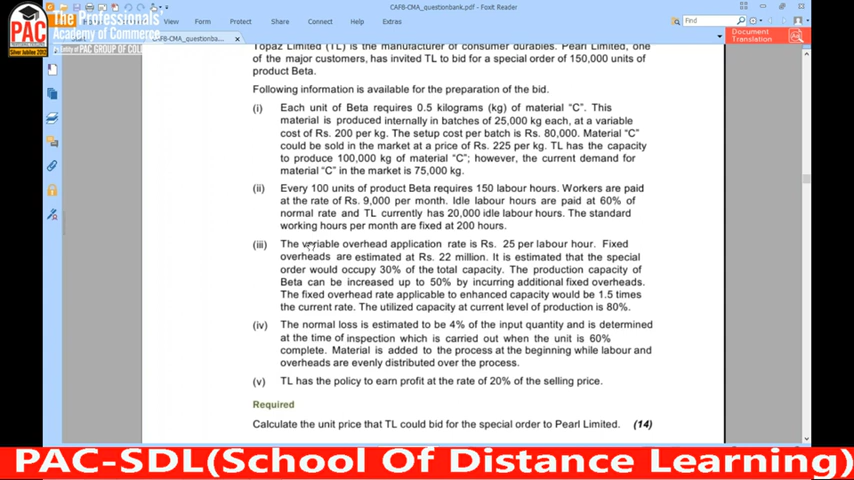 CAF8-CMA_questionbank.pdf - Foxit Reader
View Form Protect Share Connect Help Extras
Find
PAC
Silver Jubilee
The Professionals
Academy of Commerce
PAC GROUP OF COL
CAF8-CMA_questionbank.pdf
Document
Translation
Topaz Limited (TL) is the manufacturer of consumer durables. Pearl Limited, one
of the major customers, has invited TL to bid for a special order of 150,000 units of
product Beta.
Following information is available for the preparation of the bid.
(i) Each unit of Beta requires 0.5 kilograms (kg) of material “C”. This
material is produced internally in batches of 25,000 kg each, at a variable
cost of Rs. 200 per kg. The setup cost per batch is Rs. 80,000. Material “C”
could be sold in the market at a price of Rs. 225 per kg. TL has the capacity
to produce 100,000 kg of material “C”; however, the current demand for
material “C” in the market is 75,000 kg.
(ii) Every 100 units of product Beta requires 150 labour hours. Workers are paid
at the rate of Rs. 9,000 per month. Idle labour hours are paid at 60% of
normal rate and TL currently has 20,000 idle labour hours. The standard
working hours per month are fixed at 200 hours.
(iii) The variable overhead application rate is Rs. 25 per labour hour. Fixed
overheads are estimated at Rs. 22 million. It is estimated that the special
order would occupy 30% of the total capacity. The production capacity of
Beta can be increased up to 50% by incurring additional fixed overheads.
The fixed overhead rate applicable to enhanced capacity would be 1.5 times
the current rate. The utilized capacity at current level of production is 80%.
(iv) The normal loss is estimated to be 4% of the input quantity and is determined
at the time of inspection which is carried out when the unit is 60%
complete. Material is added to the process at the beginning while labour and
overheads are evenly distributed over the process.
(v) TL has the policy to earn profit at the rate of 20% of the selling price.
Required
Calculate the unit price that TL could bid for the special order to Pearl Limited. (14)
PAC-SDL(School Of Distance Learning)